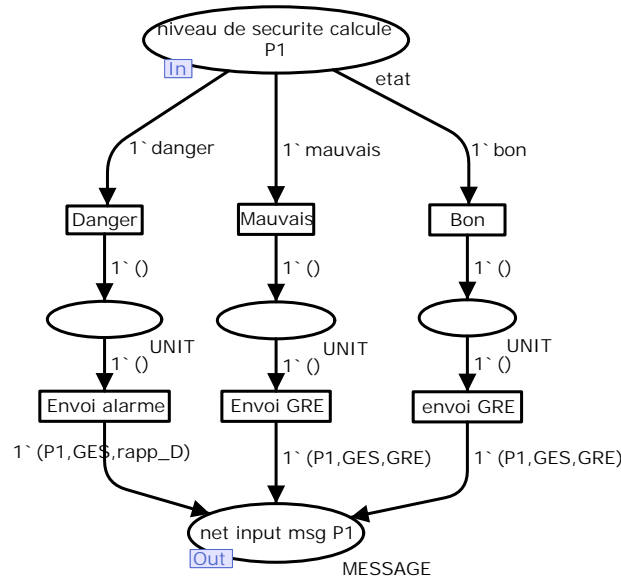 niveau de securite calcule
P1
In
etat
1`danger
1`mauvais
1`bon
Danger
Mauvais
Bon
1`()
1`()
1`()
UNIT
UNIT
UNIT
1`()
1`()
1`()
Envoi alarme
Envoi GRE
envoi GRE
1`(P1,GES,rapp_D)
1`(P1,GES,GRE)
1`(P1,GES,GRE)
net input msg P1
Out
MESSAGE